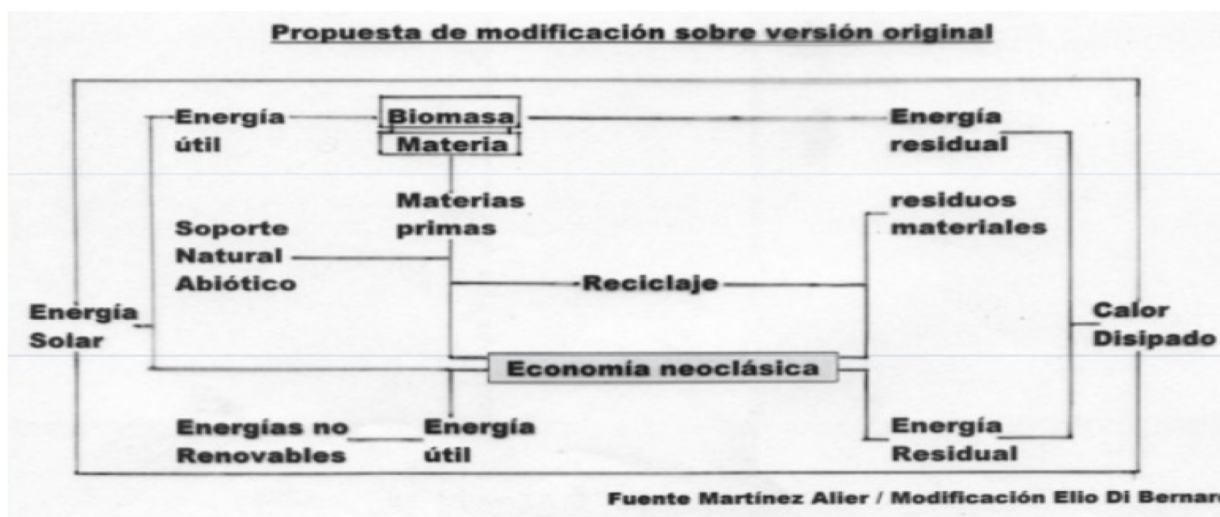 Propuesta de modificación sobre versión original
Energía
útil
Biomasa
Materia
Energía
residual
Materias
primas
residuos
materiales
Soporte
Natural
Abiótico
Reciclaje
Energía
Solar
Calor
Disipado
Economía neoclásica
Energías no
Renovables
Energía
útil
Energía
Residual
Fuente Martínez Alier / Modificación Elio Di Bernar